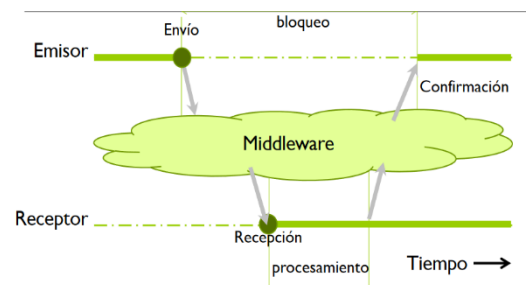 bloqueo
Envío
Emisor
Confirmación
Middleware
Receptor
Recepción
procesamiento
Tiempo